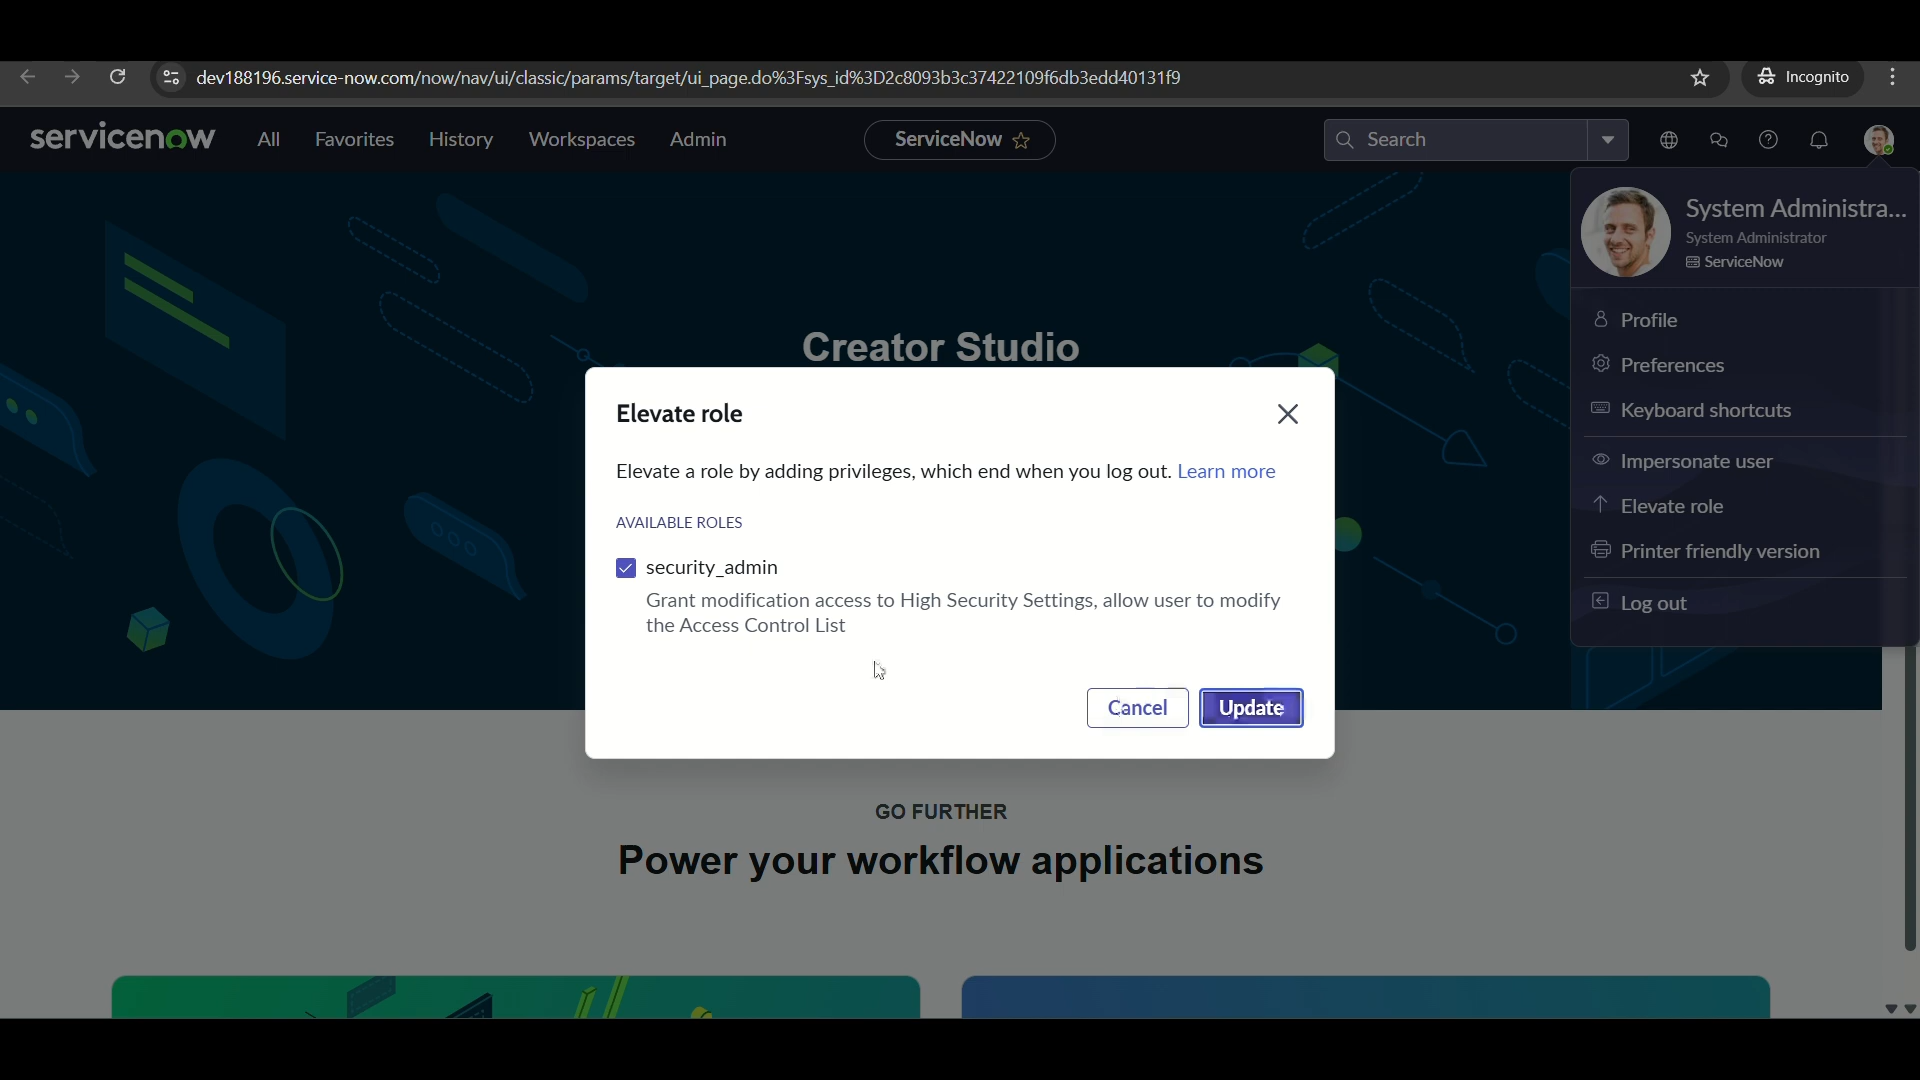 dev188196.service-now.com/now/nav/ui/classic/params/target/ui_page.do%3Fsys_id%3D2c8093b3c37422109f6db3edd40131f9
Incognito
servicenow
All
Favorites
History
Workspaces
Admin
ServiceNow
Search
System Administra...
System Administrator
ServiceNow
Profile
Preferences
Keyboard shortcuts
Impersonate user
Elevate role
Printer friendly version
Log out
Creator Studio
Elevate role
Elevate a role by adding privileges, which end when you log out. Learn more
AVAILABLE ROLES
security_admin
Grant modification access to High Security Settings, allow user to modify
the Access Control List
Cancel
Update
GO FURTHER
Power your workflow applications